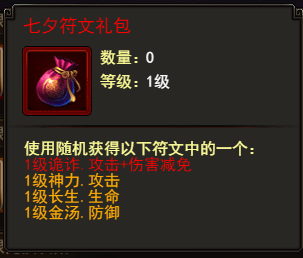 七夕符文礼包
数量：0
等级：1级
使用随机获得以下符文中的一个：
1级诡诈.攻击+伤害减免
1级神力.攻击
1级长生.生命
1级金汤.防御